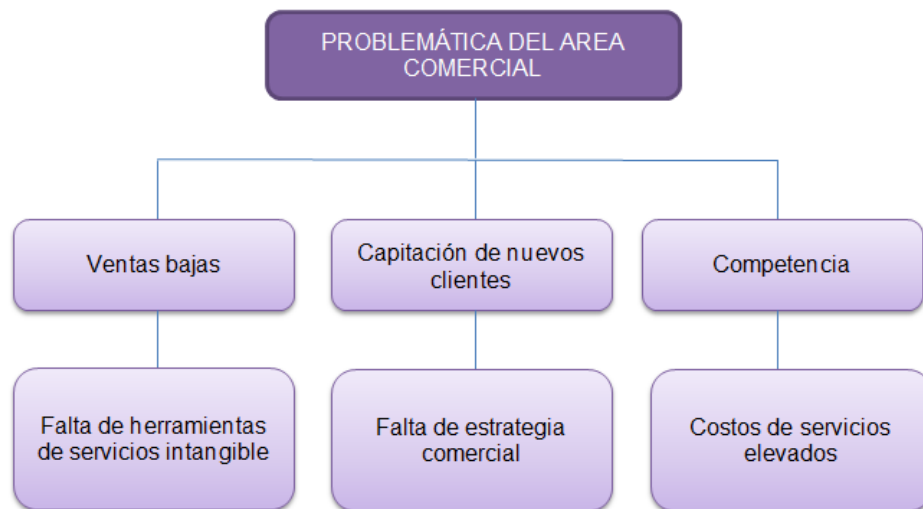 PROBLEMÁTICA DEL AREA
COMERCIAL
Ventas bajas
Capitación de nuevos
clientes
Competencia
Falta de herramientas
de servicios intangible
Falta de estrategia
comercial
Costos de servicios
elevados